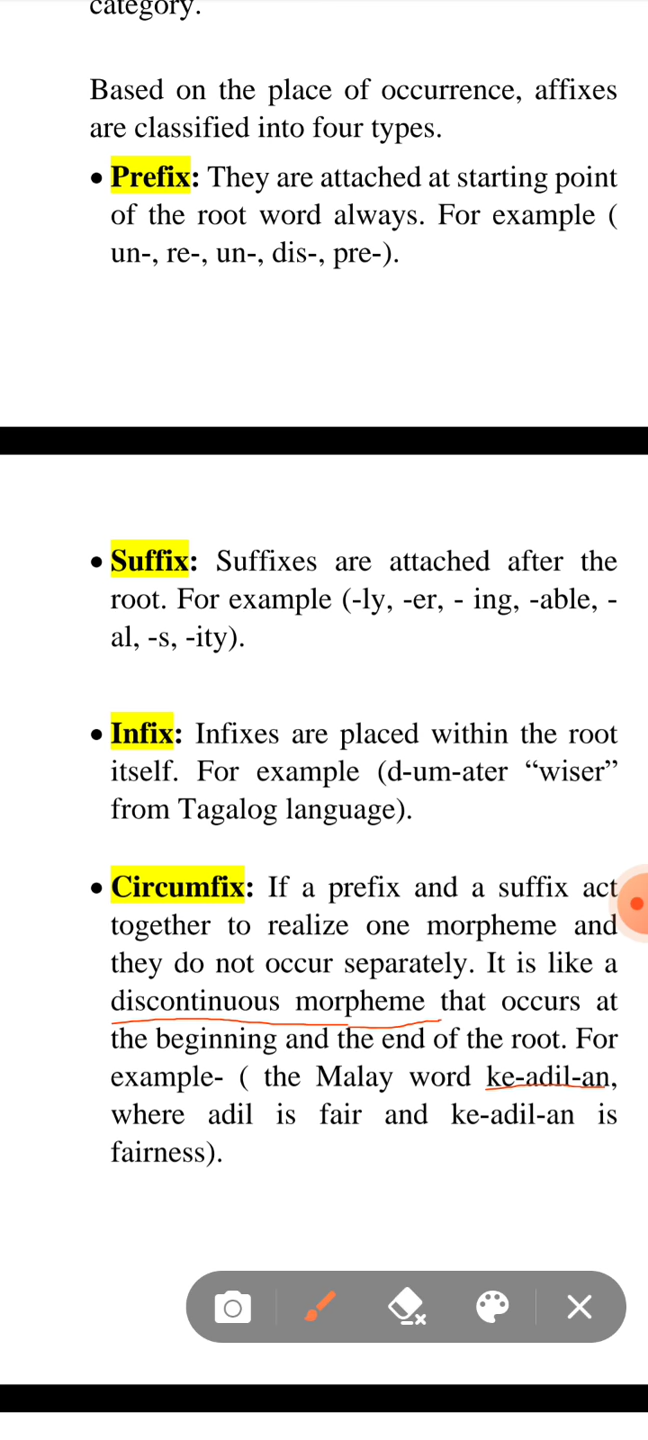 category.
Based on the place of occurrence, affixes
are classified into four types.
• Prefix: They are attached at starting point
of the root word always. For example (
un-, re-, un-, dis-, pre-).
• Suffix: Suffixes are attached after the
root. For example (-ly, -er, - ing, -able, -
al, -s, -ity).
• Infix: Infixes are placed within the root
itself. For example (d-um-ater “wiser”
from Tagalog language).
• Circumfix: If a prefix and a suffix act
together to realize one morpheme and
they do not occur separately. It is like a
discontinuous morpheme that occurs at
the beginning and the end of the root. For
example- ( the Malay word ke-adil-an,
where adil is fair and ke-adil-an is
fairness).